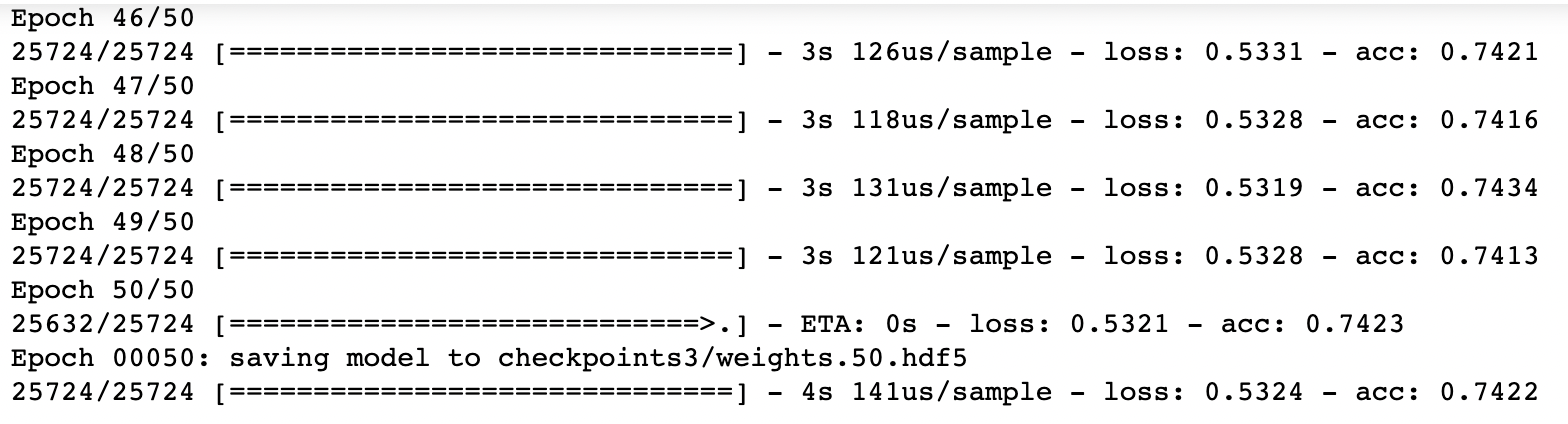 Epoch 46/50
25724/25724 [==============================] - 3s 126us/sample - loss: 0.5331 - acc: 0.7421
Epoch 47/50
25724/25724 [==============================] - 3s 118us/sample - loss: 0.5328 - acc: 0.7416
Epoch 48/50
25724/25724 [==============================] - 3s 131us/sample - loss: 0.5319 - acc: 0.7434
Epoch 49/50
25724/25724 [==============================] - 3s 121us/sample - loss: 0.5328 - acc: 0.7413
Epoch 50/50
25632/25724 [============================>.] - ETA: 0s - loss: 0.5321 - acc: 0.7423
Epoch 00050: saving model to checkpoints3/weights.50.hdf5
25724/25724 [==============================] - 4s 141us/sample - loss: 0.5324 - acc: 0.7422